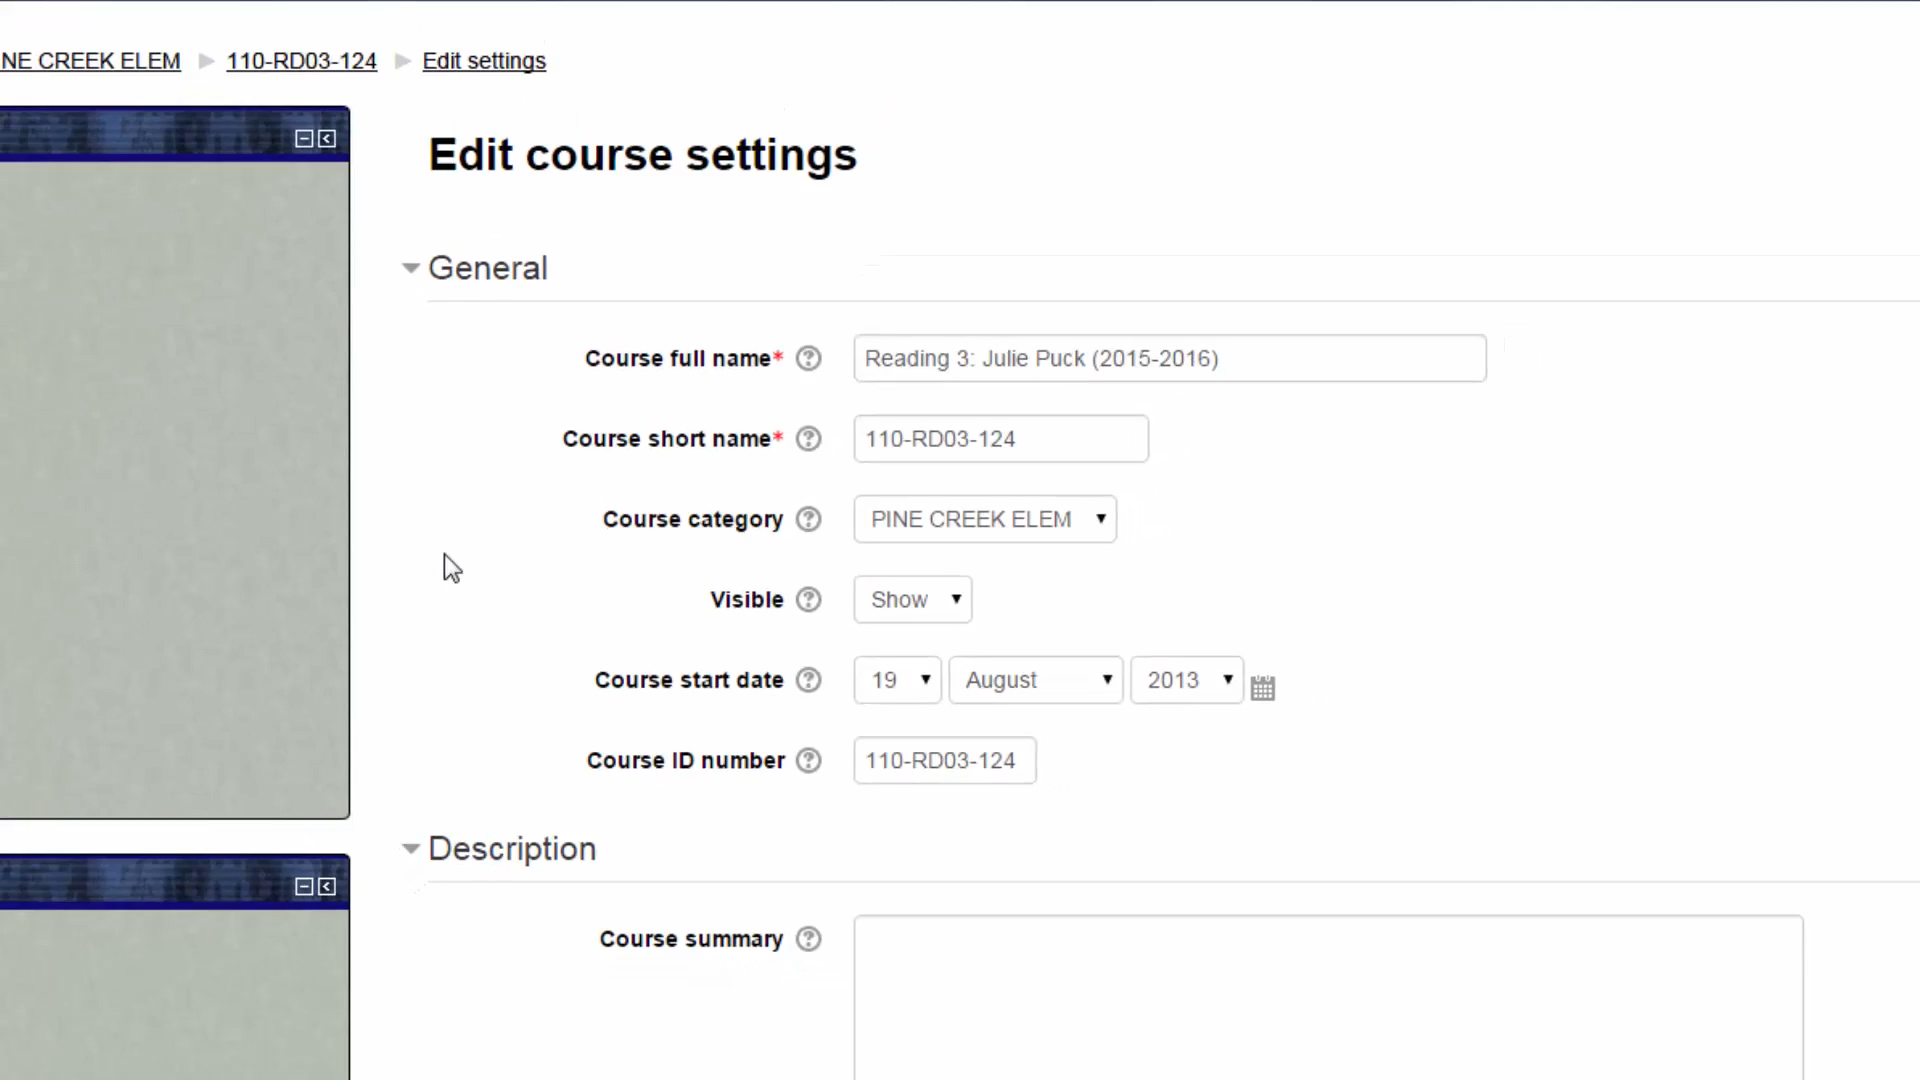 NE CREEK ELEM 110-RD03-124 Edit settings
Edit course settings
General
Course full name* Reading 3: Julie Puck (2015-2016)
Course short name* 110-RD03-124
Course category PINE CREEK ELEM
Visible Show
Course start date 19 August 2013
Course ID number 110-RD03-124
Description
Course summary